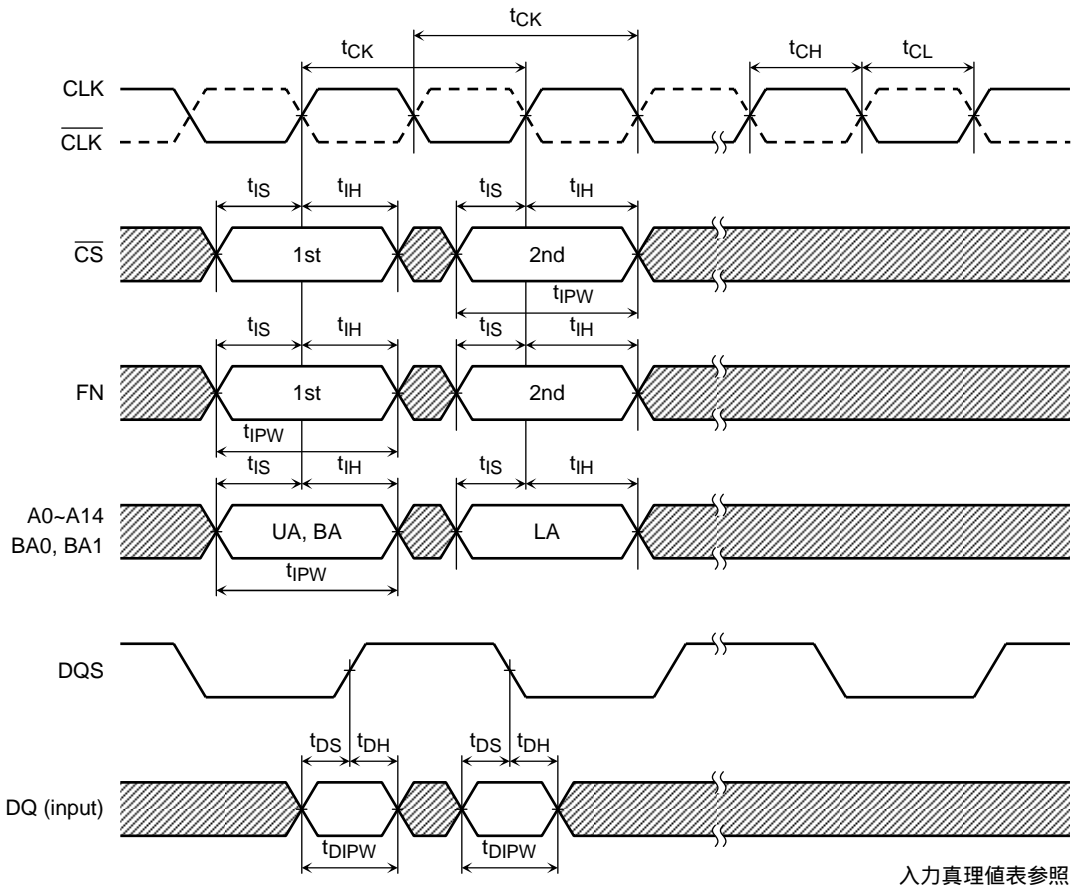 tCK
tCK
tCH
tCL
CLK
CLK
tIS
tIH
tIS
tIH
CS
1st
2nd
tIPW
tIS
tIH
tIS
tIH
FN
1st
2nd
tIPW
tIS
tIH
tIS
tIH
A0~A14
BA0, BA1
UA, BA
LA
tIPW
DQS
tDS
tDH
tDS
tDH
DQ (input)
tDIPW
tDIPW
入力真理値表参照